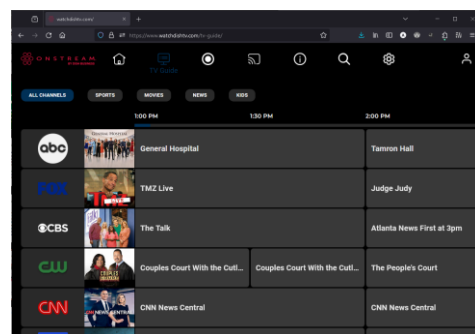 watchdishtv.com/
https://www.watchdishtv.com/tv-guide/
ONSTREAM
TV Guide
ALL CHANNELS SPORTS MOVIES NEWS KIDS
1:00 PM 1:30 PM 2:00 PM
abc General Hospital Tamron Hall
FOX TMZ Live Judge Judy
CBS The Talk Atlanta News First at 3pm
CW Couples Court With the Cutl... Couples Court With the Cutl... The People's Court
CNN CNN News Central CNN News Central